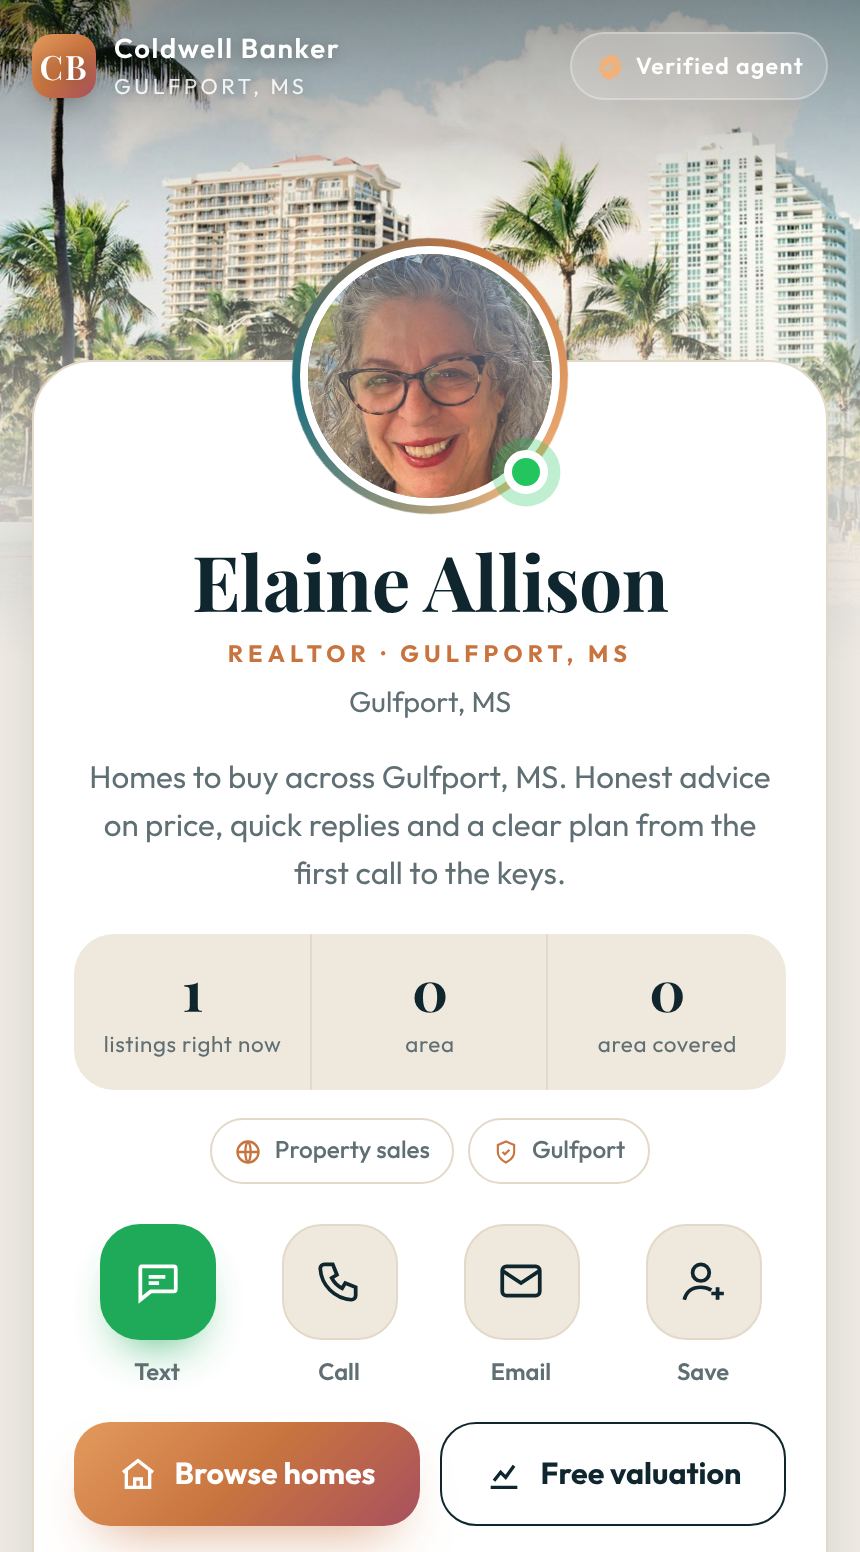 CB
Coldwell Banker
GULFPORT, MS
Verified agent
Elaine Allison
REALTOR · GULFPORT, MS
Gulfport, MS
Homes to buy across Gulfport, MS. Honest advice
on price, quick replies and a clear plan from the
first call to the keys.
1
listings right now
0
area
0
area covered
Property sales
Gulfport
Text
Call
Email
Save
Browse homes
Free valuation